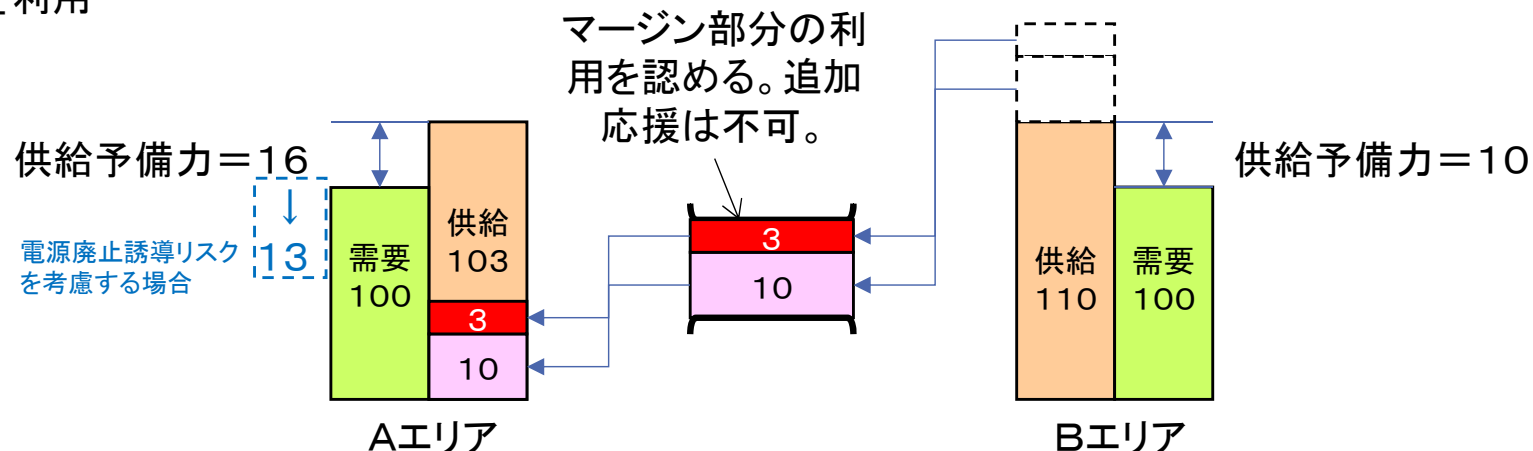 利用
マージン部分の利
用を認める。追加
応援は不可。
供給予備力＝１６
↓
１３
電源廃止誘導リスク
を考慮する場合
需要
１００
供給
１０３
３
１０
３
１０
供給
１１０
需要
１００
供給予備力＝１０
Ａエリア
Ｂエリア